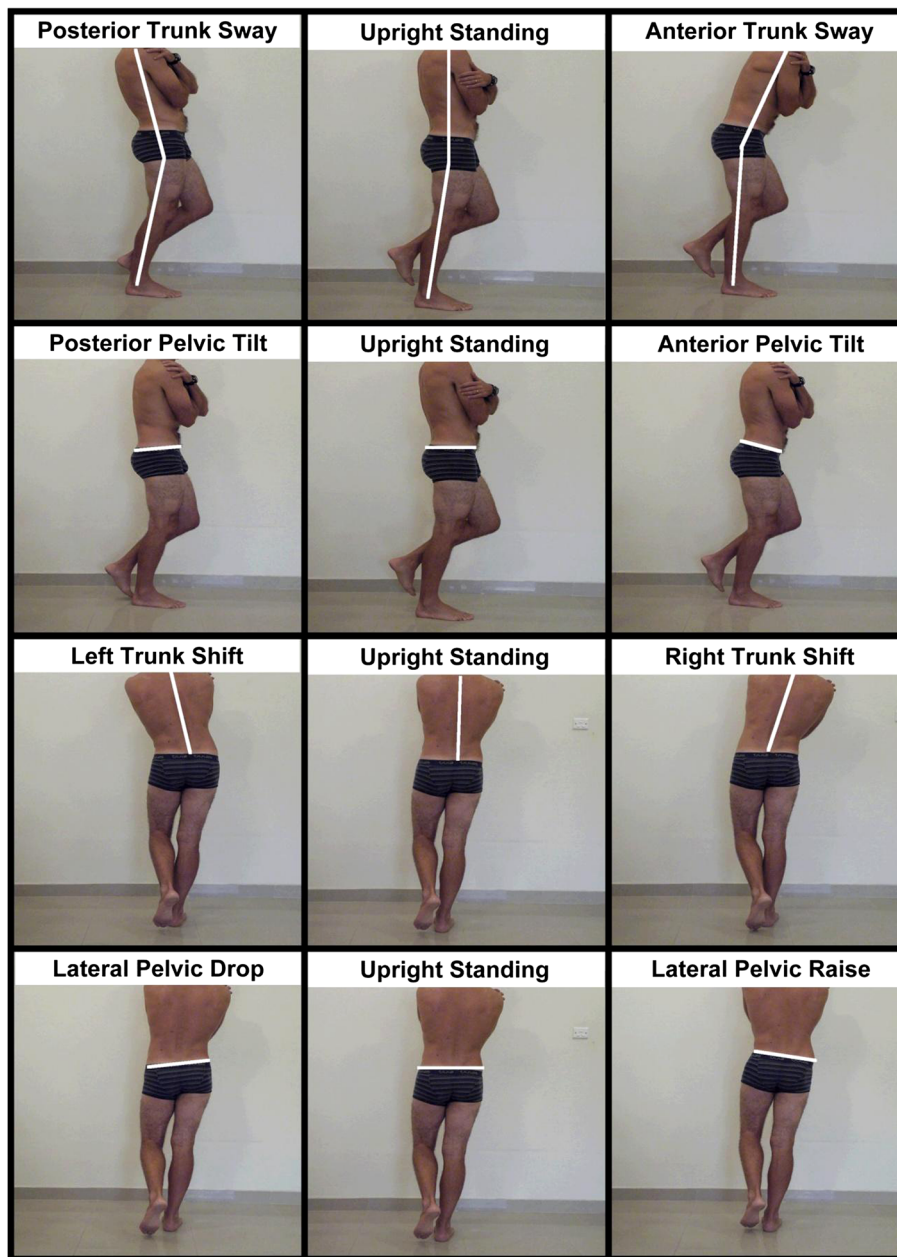 Posterior Trunk Sway
Upright Standing
Anterior Trunk Sway
Posterior Pelvic Tilt
Upright Standing
Anterior Pelvic Tilt
Left Trunk Shift
Upright Standing
Right Trunk Shift
Lateral Pelvic Drop
Upright Standing
Lateral Pelvic Raise